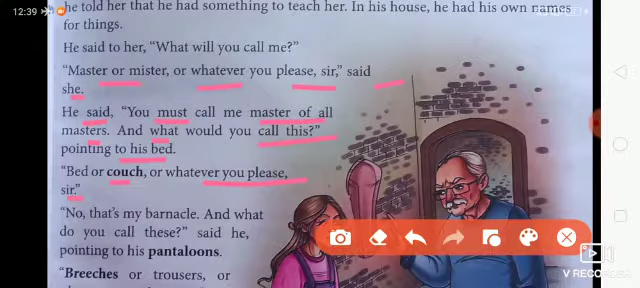 12:39
he told her that he had something to teach her. In his house, he had his own names
for things.
He said to her, "What will you call me?"
"Master or mister, or whatever you please, sir," said
she.
He said, "You must call me master of all
masters. And what would you call this?"
pointing to his bed.
"Bed or couch, or whatever you please,
sir."
"No, that's my barnacle. And what
do you call these?" said he,
pointing to his pantaloons.
"Breeches or trousers, or
V RECORDER